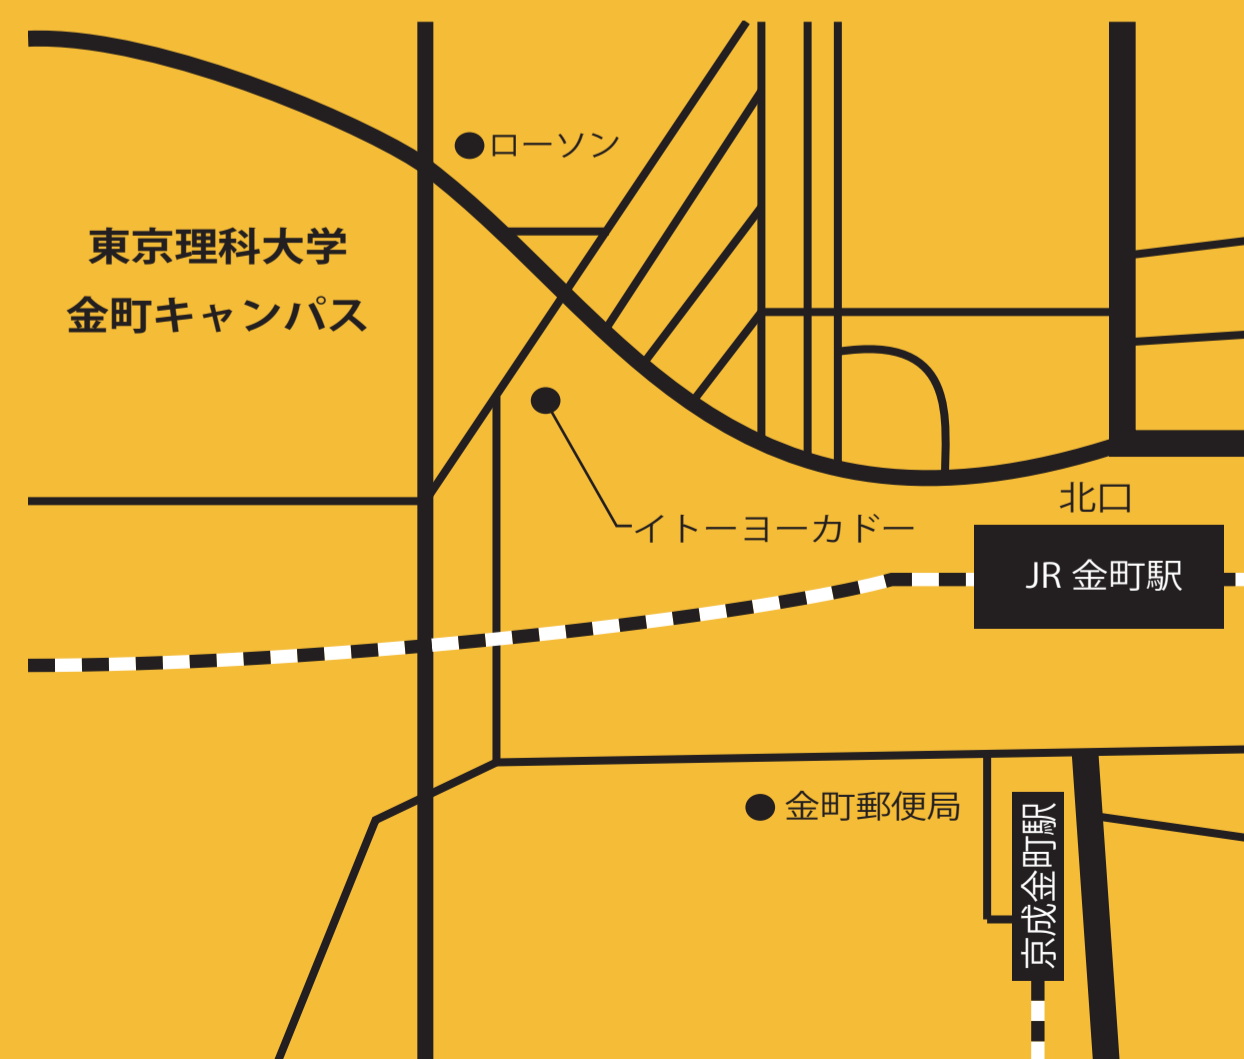 ローソン
東京理科大学
金町キャンパス
北口
イトーヨーカドー
JR 金町駅
金町郵便局
京成金町駅